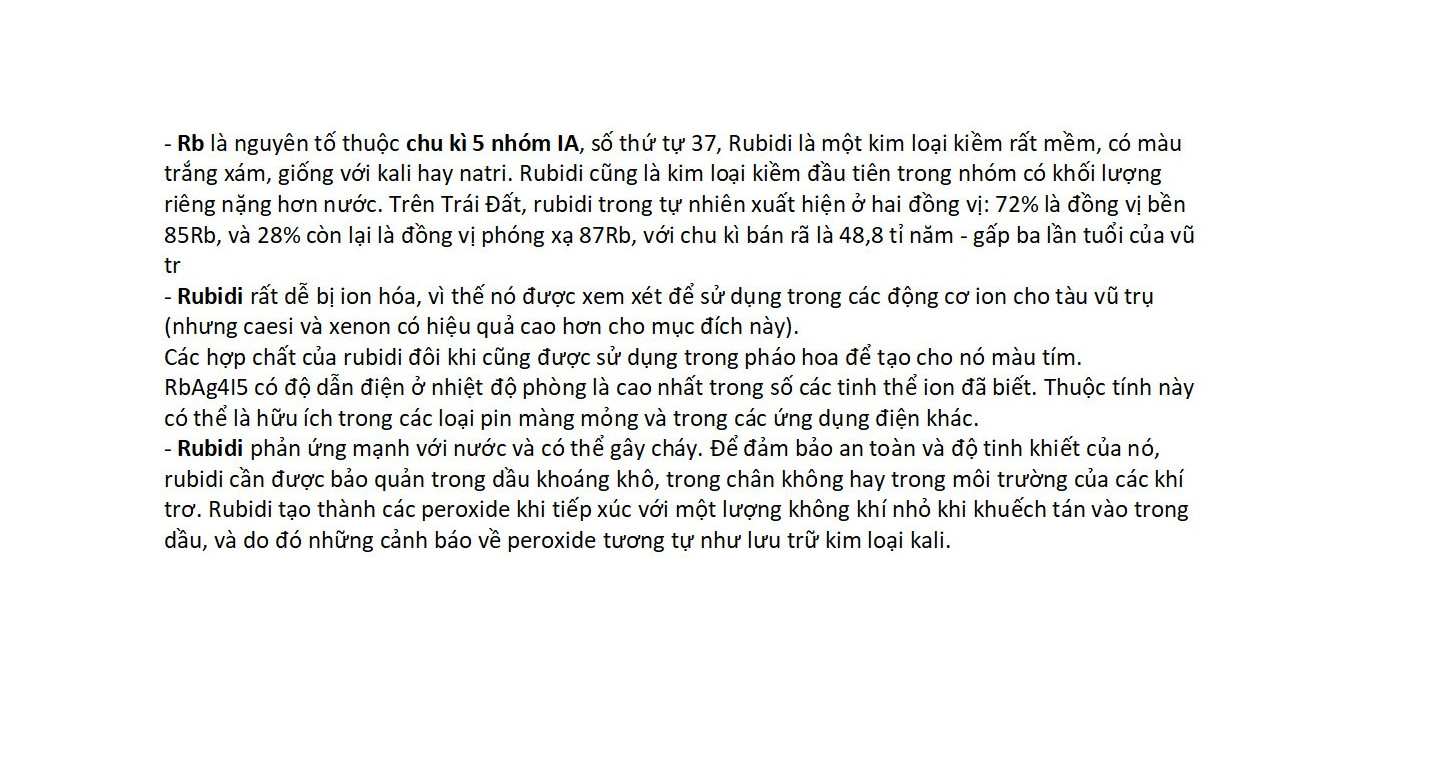 - Rb là nguyên tố thuộc chu kì 5 nhóm IA, số thứ tự 37, Rubidi là một kim loại kiềm rất mềm, có màu
trắng xám, giống với kali hay natri. Rubidi cũng là kim loại kiềm đầu tiên trong nhóm có khối lượng
riêng nặng hơn nước. Trên Trái Đất, rubidi trong tự nhiên xuất hiện ở hai đồng vị: 72% là đồng vị bền
85Rb, và 28% còn lại là đồng vị phóng xạ 87Rb, với chu kì bán rã là 48,8 tỉ năm - gấp ba lần tuổi của vũ
tr
- Rubidi rất dễ bị ion hóa, vì thế nó được xem xét để sử dụng trong các động cơ ion cho tàu vũ trụ
(nhưng caesi và xenon có hiệu quả cao hơn cho mục đích này).
Các hợp chất của rubidi đôi khi cũng được sử dụng trong pháo hoa để tạo cho nó màu tím.
RbAg4I5 có độ dẫn điện ở nhiệt độ phòng là cao nhất trong số các tinh thể ion đã biết. Thuộc tính này
có thể là hữu ích trong các loại pin màng mỏng và trong các ứng dụng điện khác.
- Rubidi phản ứng mạnh với nước và có thể gây cháy. Để đảm bảo an toàn và độ tinh khiết của nó,
rubidi cần được bảo quản trong dầu khoáng khô, trong chân không hay trong môi trường của các khí
trơ. Rubidi tạo thành các peroxide khi tiếp xúc với một lượng không khí nhỏ khi khuếch tán vào trong
dầu, và do đó những cảnh báo về peroxide tương tự như lưu trữ kim loại kali.